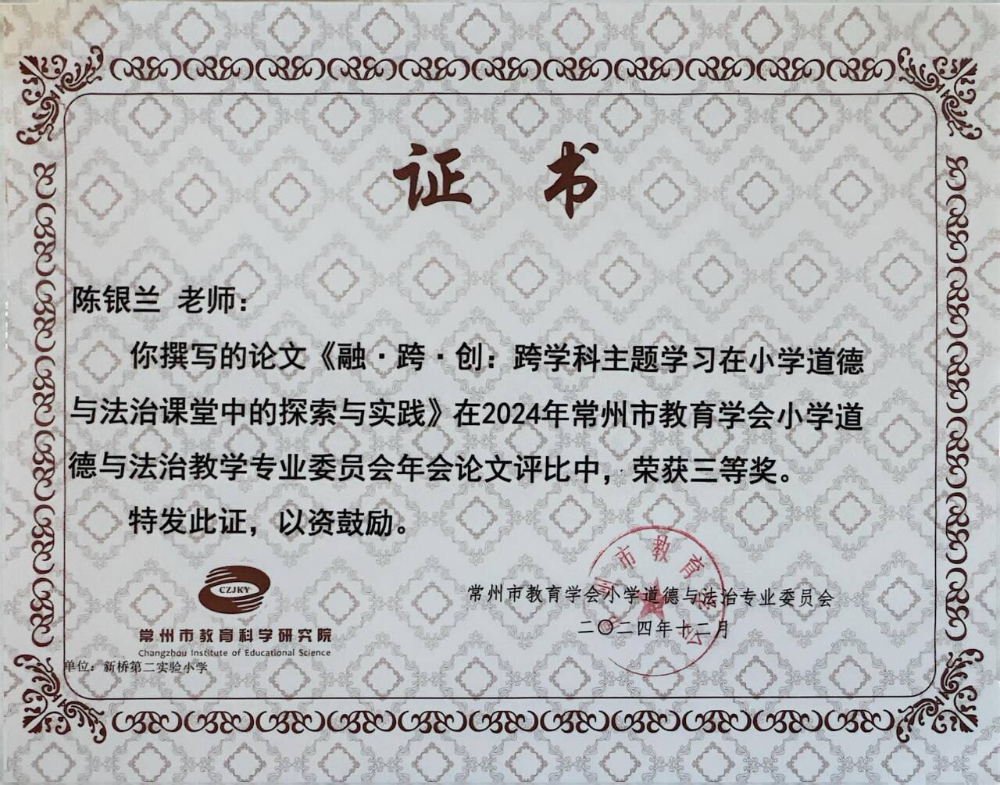 证 书
陈银兰 老师：
你撰写的论文《融·跨·创：跨学科主题学习在小学道德
与法治课堂中的探索与实践》在2024年常州市教育学会小学道
德与法治教学专业委员会年会论文评比中，荣获三等奖。
特发此证，以资鼓励。
CZJKY
常州市教育科学研究院
Changzhou Institute of Educational Science
单位：新桥第二实验小学
州市教育
常州市教育学会小学道德与法治专业委员会
二〇二四年十二月